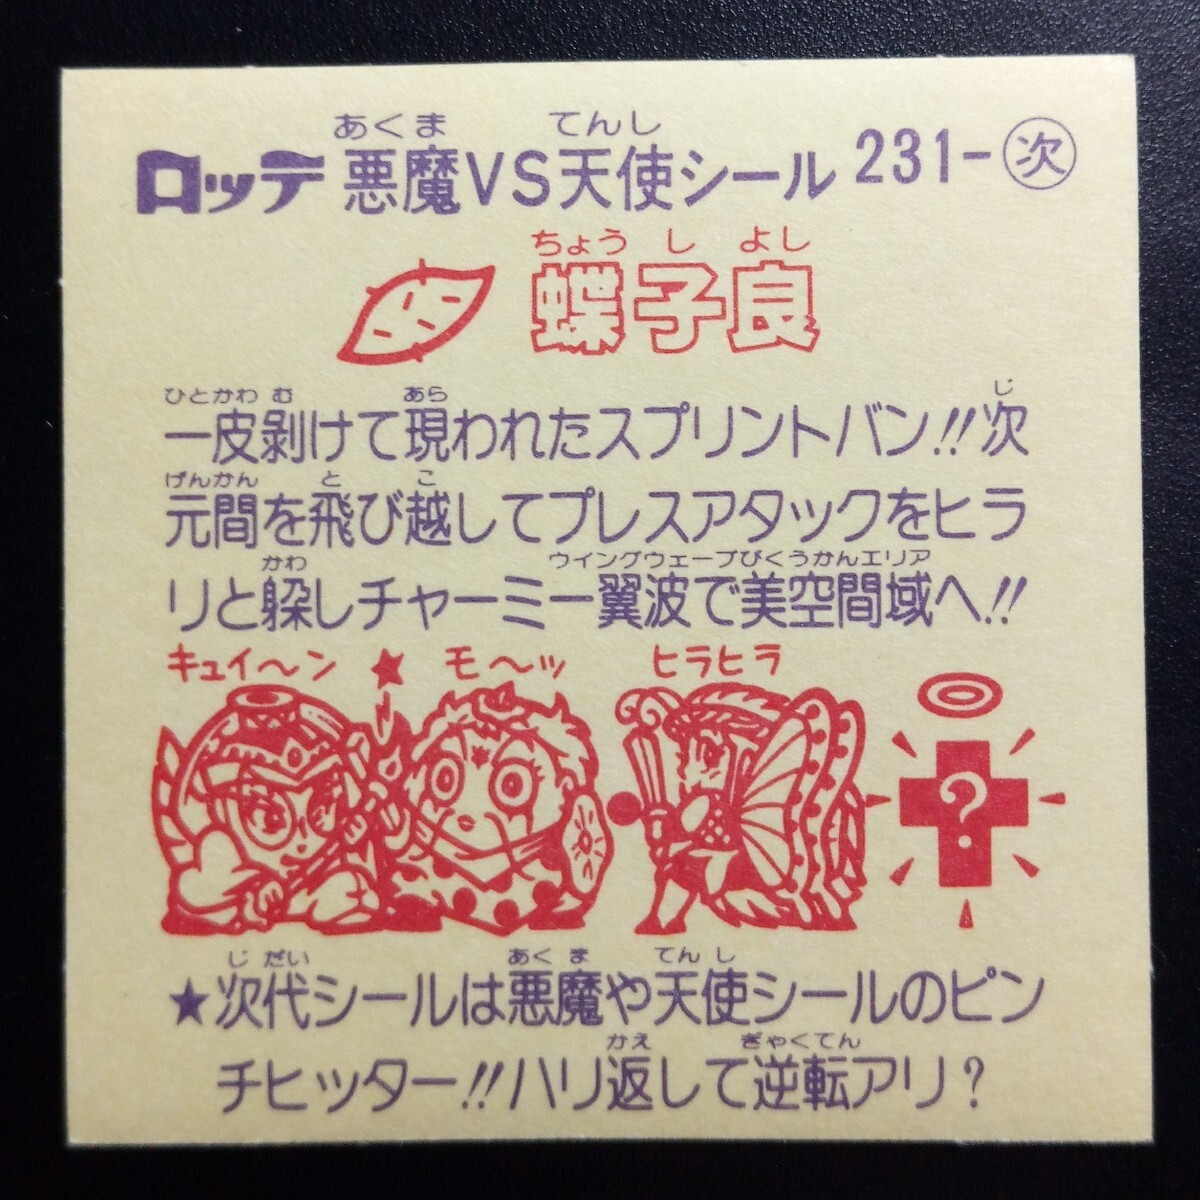 あくま てんし
ロッテ 悪魔VS天使シール 231-次
ちょう し よし
蝶子良
ひとかわ む あら じ
一皮剥けて現われたスプリントバン!!次
げんかん と こ
元間を飛び越してプレスアタックをヒラ
かわ ウイングウェーブびくうかんエリア
リと躱しチャーミー翼波で美空間域へ!!
キュイ〜ン ★ モ〜ッ ヒラヒラ
?
じ だい あく ま てん し
★次代シールは悪魔や天使シールのピン
かえ ぎゃくてん
チヒッター!!ハリ返して逆転アリ?